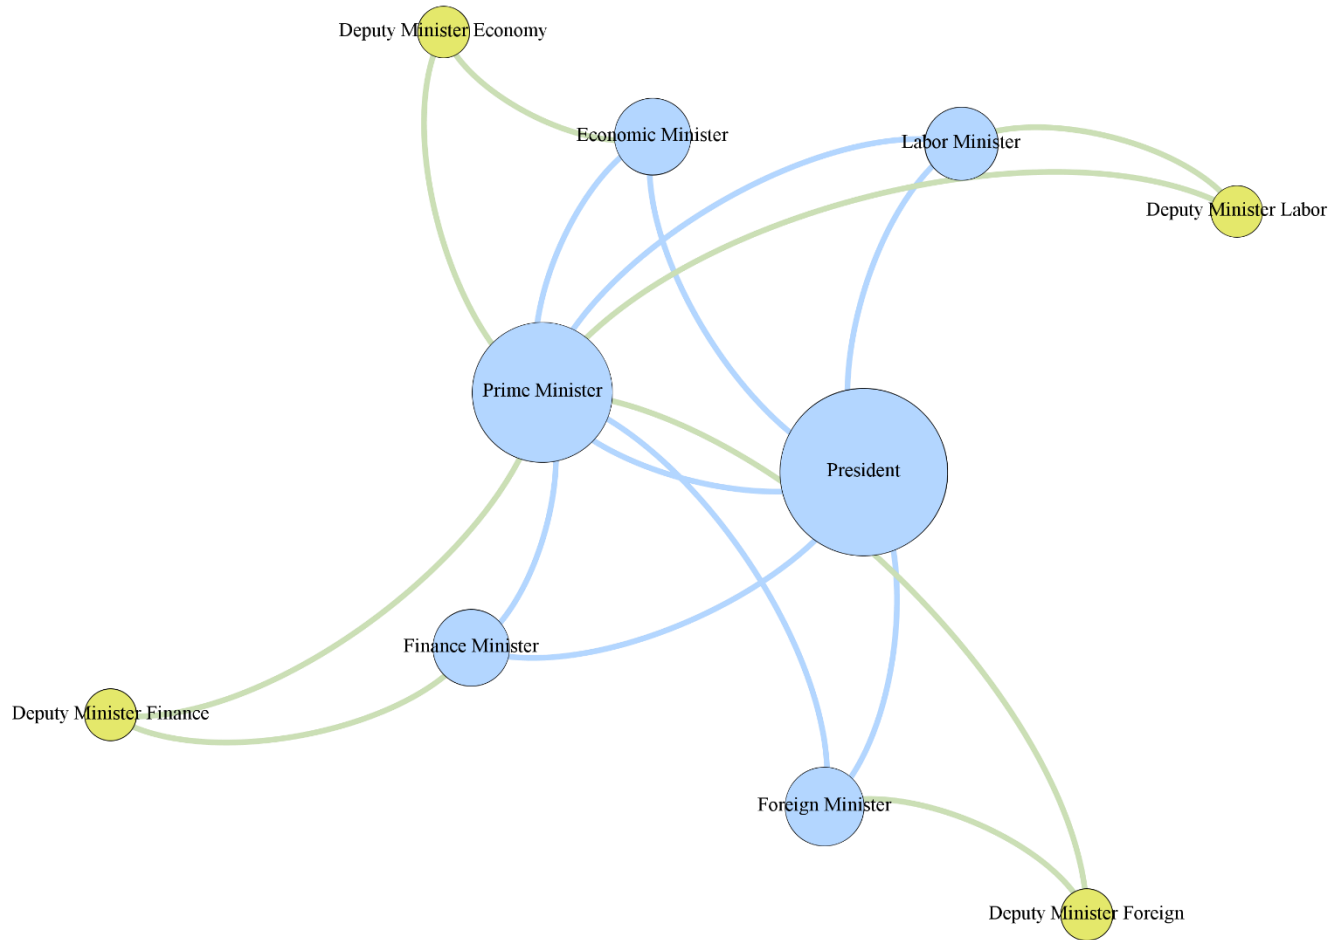 Deputy Minister Economy
Economic Minister
Labor Minister
Deputy Minister Labor
Prime Minister
President
Finance Minister
Deputy Minister Finance
Foreign Minister
Deputy Minister Foreign